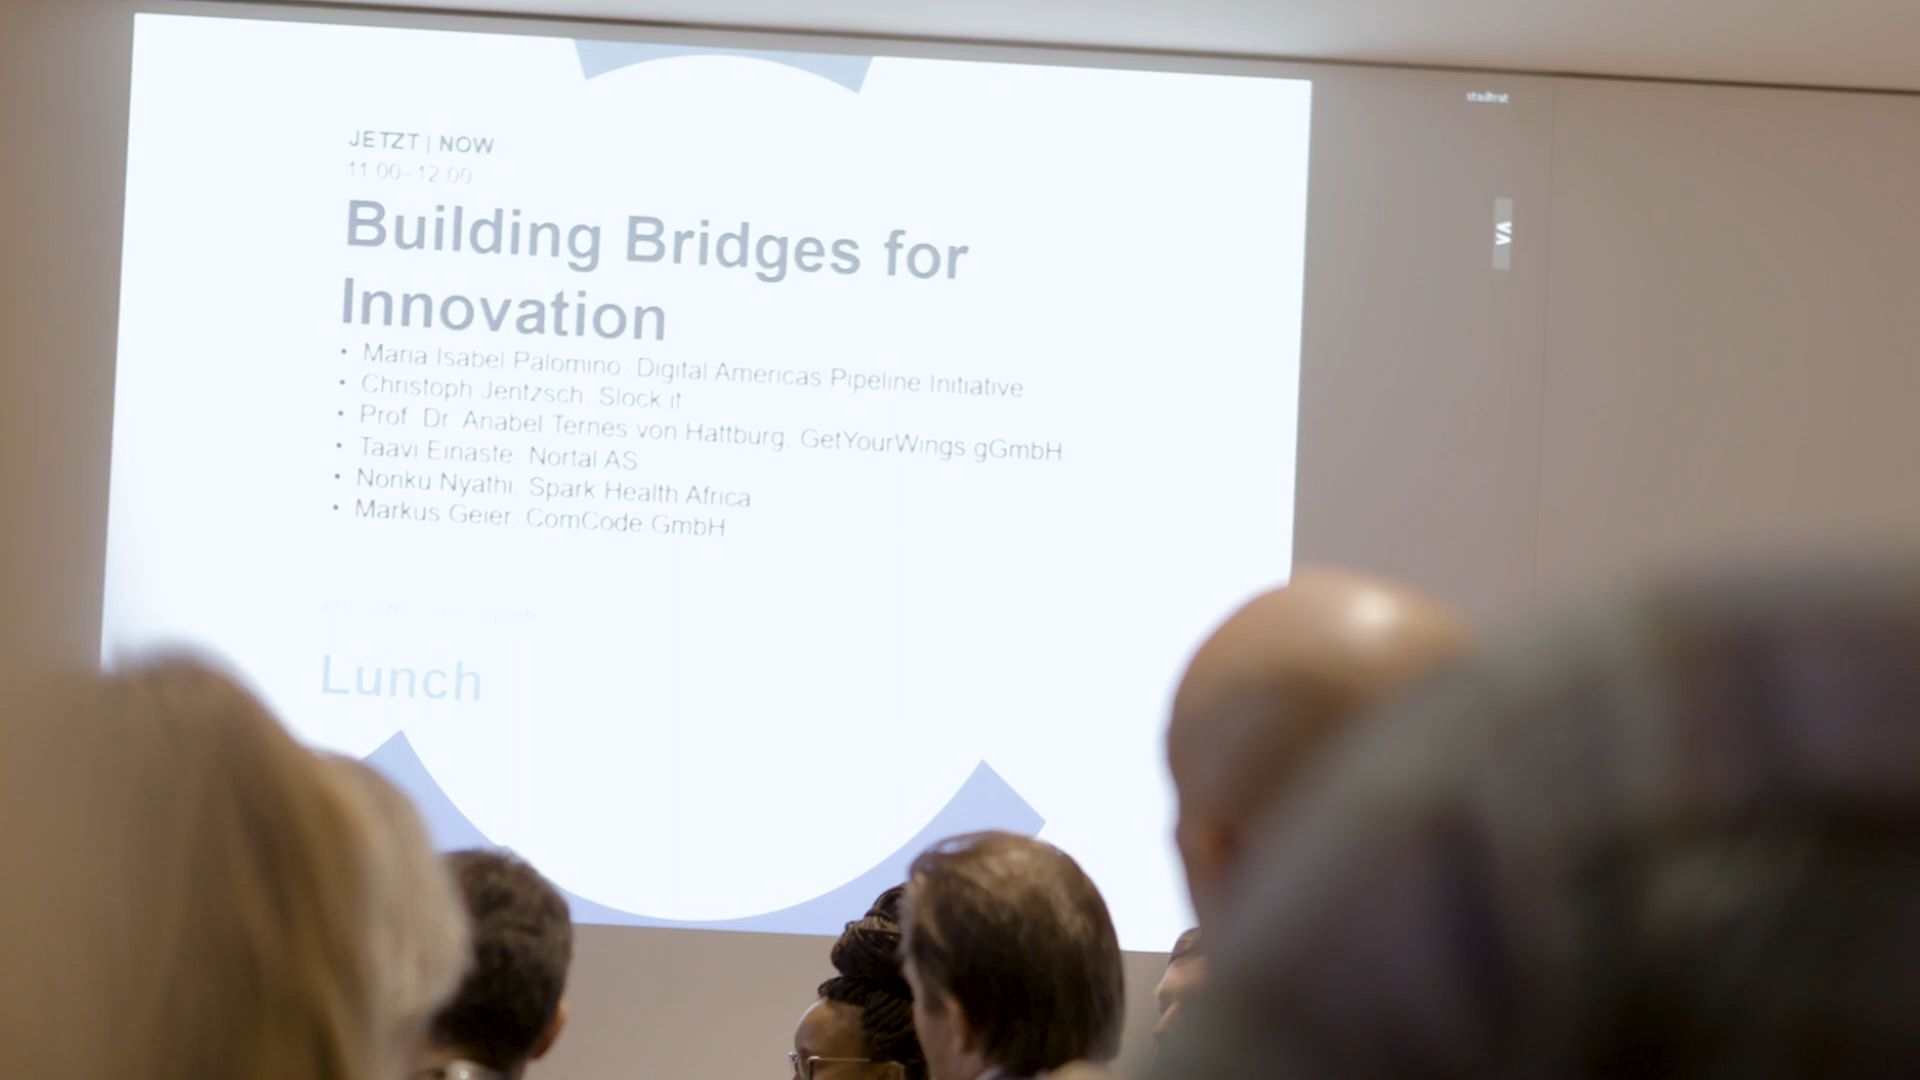 JETZT | NOW
11:00–12:00
Building Bridges for
Innovation
• Maria Isabel Palomino, Digital Americas Pipeline Initiative
• Christoph Jentzsch, Slock.it
• Prof. Dr. Anabel Ternès von Hattburg, GetYourWings gGmbH
• Taavi Einaste, Nortal AS
• Nonku Nyathi, Spark Health Africa
• Markus Geier, ComCode GmbH
Lunch
stadtrat